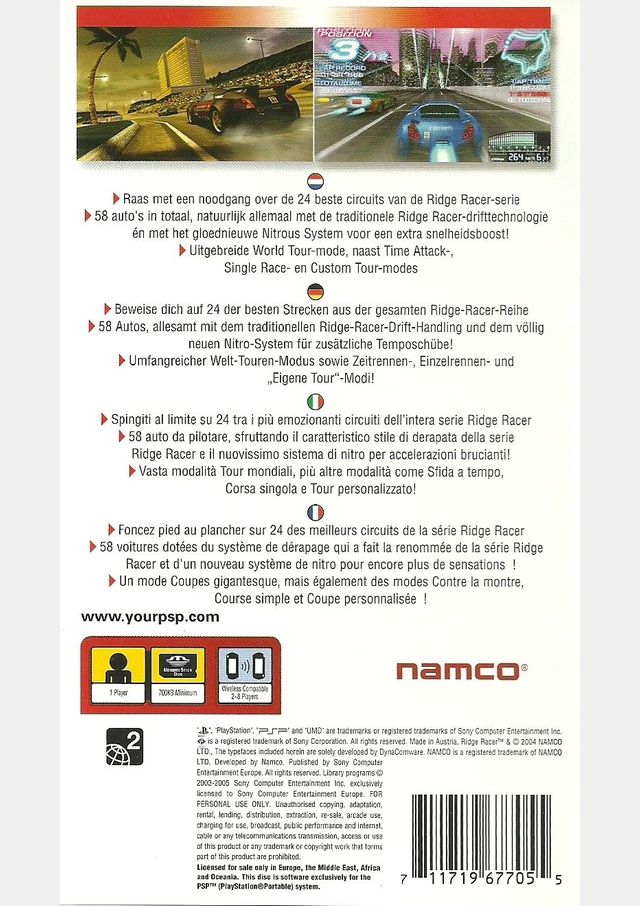 POSITION
3/12
LAP RECORD
TOTAL TIME
LAP TIME
264
Raas met een noodgang over de 24 beste circuits van de Ridge Racer-serie
58 auto's in totaal, natuurlijk allemaal met de traditionele Ridge Racer-drifttechnologie
én met het gloednieuwe Nitrous System voor een extra snelheidsboost!
Uitgebreide World Tour-mode, naast Time Attack-,
Single Race- en Custom Tour-modes
Beweise dich auf 24 der besten Strecken aus der gesamten Ridge-Racer-Reihe
58 Autos, allesamt mit dem traditionellen Ridge-Racer-Drift-Handling und dem völlig
neuen Nitro-System für zusätzliche Temposchübe!
Umfangreicher Welt-Touren-Modus sowie Zeitrennen-, Einzelrennen- und
„Eigene Tour“-Modi!
Spingiti al limite su 24 tra i più emozionanti circuiti dell'intera serie Ridge Racer
58 auto da pilotare, sfruttando il caratteristico stile di derapata della serie
Ridge Racer e il nuovissimo sistema di nitro per accelerazioni brucianti!
Vasta modalità Tour mondiali, più altre modalità come Sfida a tempo,
Corsa singola e Tour personalizzato!
Foncez pied au plancher sur 24 des meilleurs circuits de la série Ridge Racer
58 voitures dotées du système de dérapage qui a fait la renommée de la série Ridge
Racer et d'un nouveau système de nitro pour encore plus de sensations !
Un mode Coupes gigantesque, mais également des modes Contre la montre,
Course simple et Coupe personnalisée !
www.yourpsp.com
1 Player
Memory Stick
Duo
700KB Minimum
Wireless Compatible
2-8 Players
namco®
2
"PlayStation", "PSP" and "UMD" are trademarks or registered trademarks of Sony Computer Entertainment Inc.
is a registered trademark of Sony Corporation. All rights reserved. Made in Austria. Ridge Racer™ & © 2004 NAMCO
LTD., The typefaces included herein are solely developed by DynaComware. NAMCO is a registered trademark of NAMCO
LTD. Developed by Namco. Published by Sony Computer
Entertainment Europe. All rights reserved. Library programs ©
2003-2005 Sony Computer Entertainment Inc. exclusively
licensed to Sony Computer Entertainment Europe. FOR
PERSONAL USE ONLY. Unauthorised copying, adaptation,
rental, lending, distribution, extraction, re-sale, arcade use,
charging for use, broadcast, public performance and internet,
cable or any telecommunications transmission, access or use
of this product or any trademark or copyright work that forms
part of this product are prohibited.
Licensed for sale only in Europe, the Middle East, Africa
and Oceania. This disc is software exclusively for the
PSP™ (PlayStation®Portable) system.
7 11719 67705 5